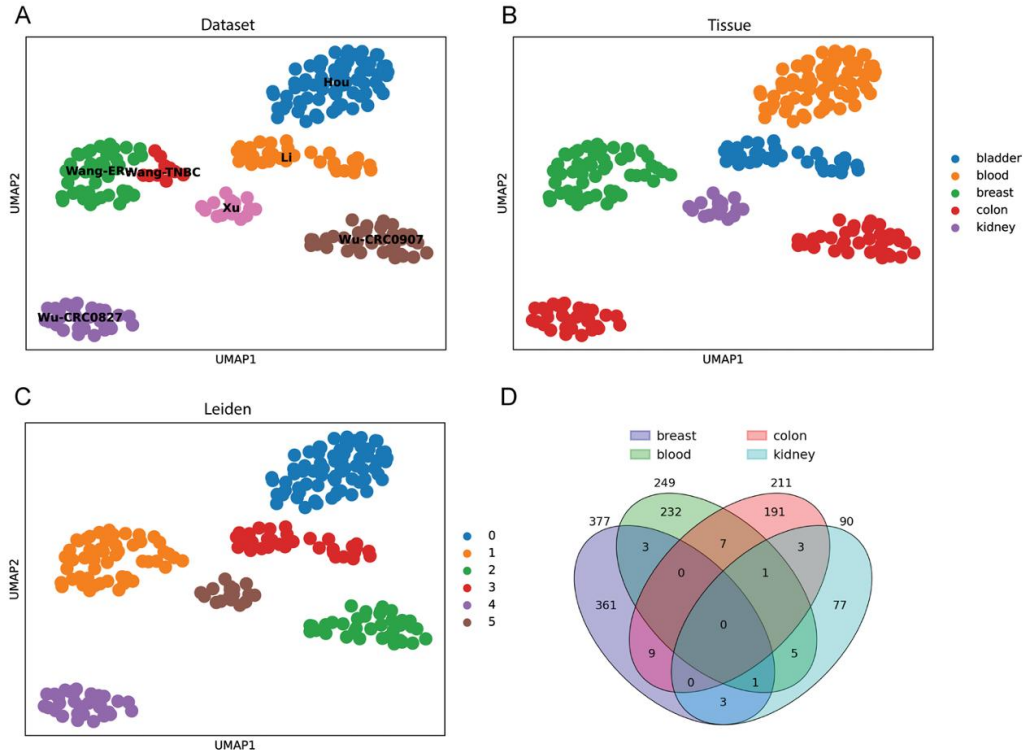 A
Dataset
Hou
Li
Wang-ER
Wang-TNBC
Xu
Wu-CRC0907
Wu-CRC0827
UMAP2
UMAP1
B
Tissue
UMAP2
UMAP1
bladder
blood
breast
colon
kidney
C
Leiden
UMAP2
UMAP1
0
1
2
3
4
5
D
breast
colon
blood
kidney
249
211
232
191
377
90
3
7
3
0
1
361
77
0
9
5
0
1
3